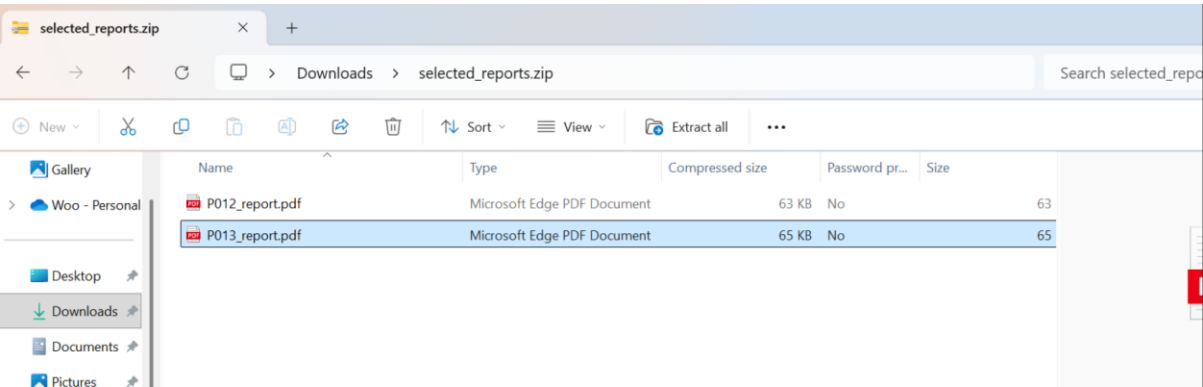 selected_reports.zip
Downloads > selected_reports.zip
Search selected_repo
New
Sort
View
Extract all
Gallery
Woo - Personal
Desktop
Downloads
Documents
Pictures
Name Type Compressed size Password pr... Size
P012_report.pdf Microsoft Edge PDF Document 63 KB No 63
P013_report.pdf Microsoft Edge PDF Document 65 KB No 65
PDF
PDF